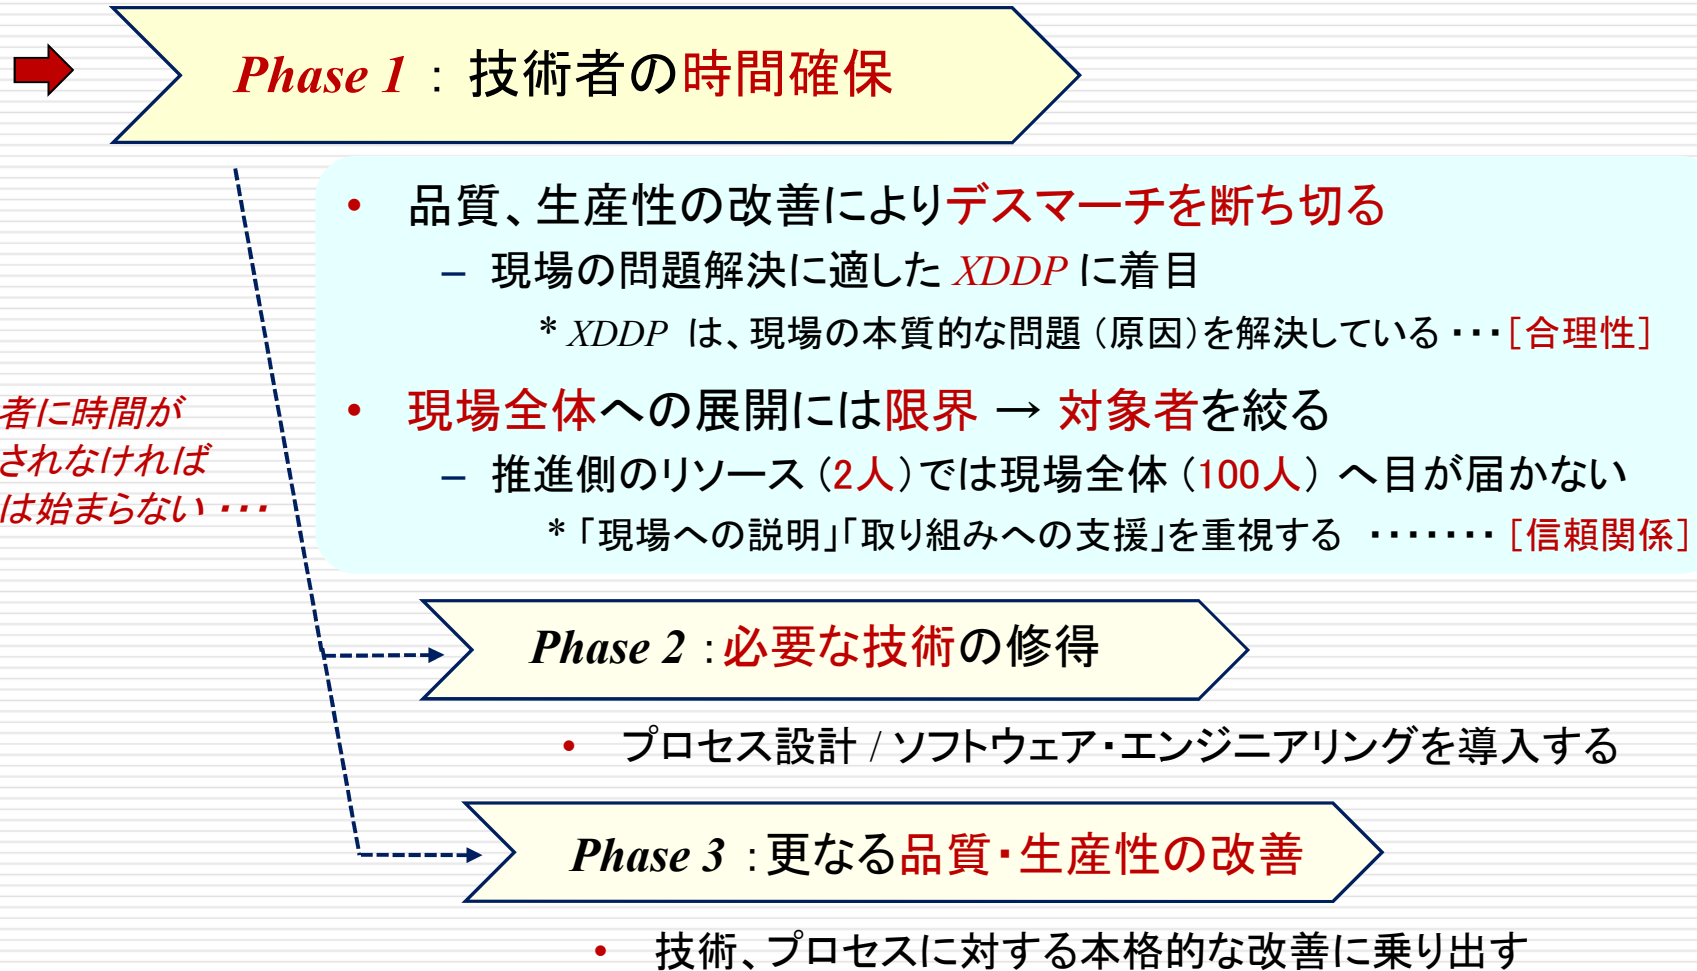 Phase 1 : 技術者の時間確保
• 品質、生産性の改善によりデスマーチを断ち切る
– 現場の問題解決に適した XDDP に着目
* XDDP は、現場の本質的な問題（原因）を解決している ･･･［合理性］
• 現場全体への展開には限界 → 対象者を絞る
– 推進側のリソース（2人）では現場全体（100人）へ目が届かない
* 「現場への説明」「取り組みへの支援」を重視する ･･･････［信頼関係］
者に時間が
されなければ
は始まらない ･･･
Phase 2 : 必要な技術の修得
• プロセス設計 / ソフトウェア・エンジニアリングを導入する
Phase 3 : 更なる品質・生産性の改善
• 技術、プロセスに対する本格的な改善に乗り出す